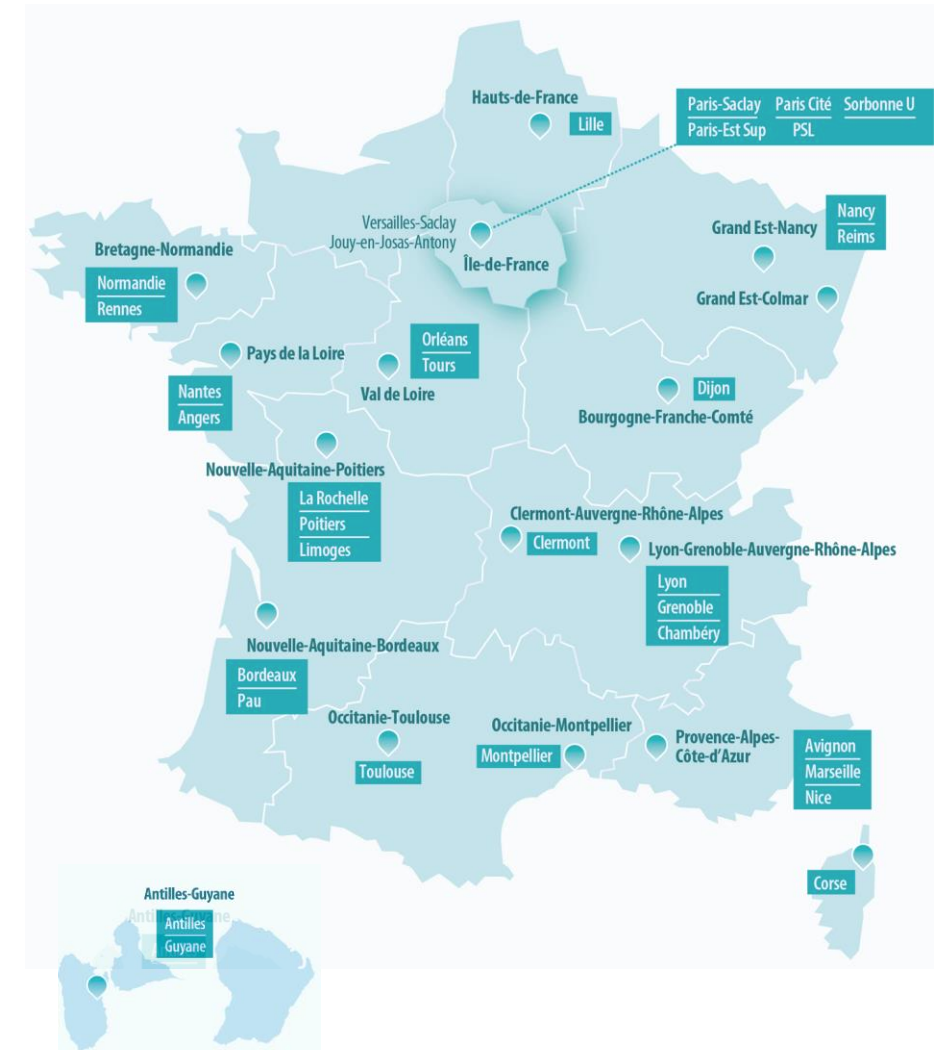 Hauts-de-France
Lille
Paris-Saclay Paris Cité Sorbonne U
Paris-Est Sup PSL
Versailles-Saclay
Jouy-en-Josas-Antony
Île-de-France
Grand Est-Nancy
Nancy
Reims
Grand Est-Colmar
Bretagne-Normandie
Normandie
Rennes
Pays de la Loire
Nantes
Angers
Orléans
Tours
Val de Loire
Dijon
Bourgogne-Franche-Comté
Nouvelle-Aquitaine-Poitiers
La Rochelle
Poitiers
Limoges
Clermont-Auvergne-Rhône-Alpes
Clermont
Lyon-Grenoble-Auvergne-Rhône-Alpes
Lyon
Grenoble
Chambéry
Nouvelle-Aquitaine-Bordeaux
Bordeaux
Pau
Occitanie-Toulouse
Toulouse
Occitanie-Montpellier
Montpellier
Provence-Alpes-
Côte-d'Azur
Avignon
Marseille
Nice
Corse
Antilles-Guyane
Antilles-Guyane
Antilles
Guyane